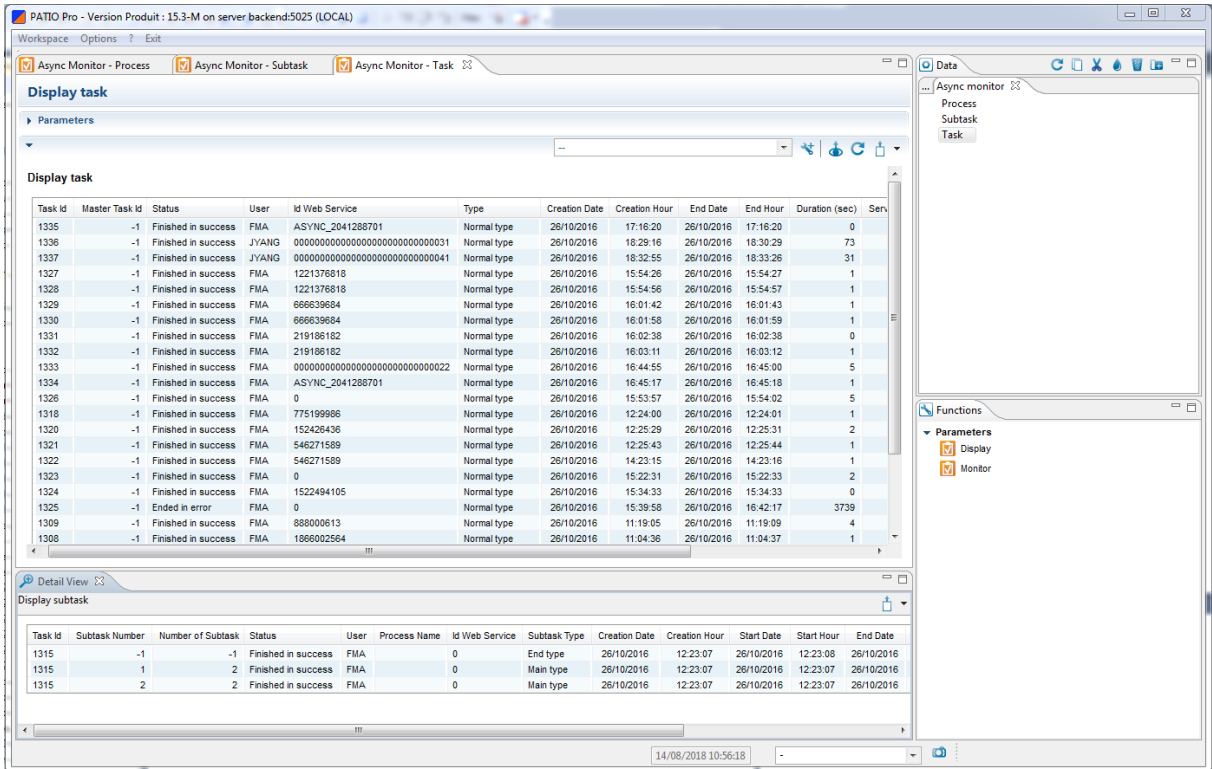 PATIO Pro - Version Produit : 15.3-M on server backend:5025 (LOCAL)
Workspace Options ? Exit
Async Monitor - Process Async Monitor - Subtask Async Monitor - Task
Display task
Parameters
--
Display task
Task Id Master Task Id Status User Id Web Service Type Creation Date Creation Hour End Date End Hour Duration (sec) Serv
1335 -1 Finished in success FMA ASYNC_2041288701 Normal type 26/10/2016 17:16:20 26/10/2016 17:16:20 0
1336 -1 Finished in success JYANG 00000000000000000000000000000031 Normal type 26/10/2016 18:29:16 26/10/2016 18:30:29 73
1337 -1 Finished in success JYANG 00000000000000000000000000000041 Normal type 26/10/2016 18:32:55 26/10/2016 18:33:26 31
1327 -1 Finished in success FMA 1221376818 Normal type 26/10/2016 15:54:26 26/10/2016 15:54:27 1
1328 -1 Finished in success FMA 1221376818 Normal type 26/10/2016 15:54:56 26/10/2016 15:54:57 1
1329 -1 Finished in success FMA 666639684 Normal type 26/10/2016 16:01:42 26/10/2016 16:01:43 1
1330 -1 Finished in success FMA 666639684 Normal type 26/10/2016 16:01:58 26/10/2016 16:01:59 1
1331 -1 Finished in success FMA 219186182 Normal type 26/10/2016 16:02:38 26/10/2016 16:02:38 0
1332 -1 Finished in success FMA 219186182 Normal type 26/10/2016 16:03:11 26/10/2016 16:03:12 1
1333 -1 Finished in success FMA 00000000000000000000000000000022 Normal type 26/10/2016 16:44:55 26/10/2016 16:45:00 5
1334 -1 Finished in success FMA ASYNC_2041288701 Normal type 26/10/2016 16:45:17 26/10/2016 16:45:18 1
1326 -1 Finished in success FMA 0 Normal type 26/10/2016 15:53:57 26/10/2016 15:54:02 5
1318 -1 Finished in success FMA 775199986 Normal type 26/10/2016 12:24:00 26/10/2016 12:24:01 1
1320 -1 Finished in success FMA 152426436 Normal type 26/10/2016 12:25:29 26/10/2016 12:25:31 2
1321 -1 Finished in success FMA 546271589 Normal type 26/10/2016 12:25:43 26/10/2016 12:25:44 1
1322 -1 Finished in success FMA 546271589 Normal type 26/10/2016 14:23:15 26/10/2016 14:23:16 1
1323 -1 Finished in success FMA 0 Normal type 26/10/2016 15:22:31 26/10/2016 15:22:33 2
1324 -1 Finished in success FMA 1522494105 Normal type 26/10/2016 15:34:33 26/10/2016 15:34:33 0
1325 -1 Ended in error FMA 0 Normal type 26/10/2016 15:39:58 26/10/2016 16:42:17 3739
1309 -1 Finished in success FMA 888000613 Normal type 26/10/2016 11:19:05 26/10/2016 11:19:09 4
1308 -1 Finished in success FMA 1866002564 Normal type 26/10/2016 11:04:36 26/10/2016 11:04:37 1
Detail View
Display subtask
Task Id Subtask Number Number of Subtask Status User Process Name Id Web Service Subtask Type Creation Date Creation Hour Start Date Start Hour End Date
1315 -1 -1 Finished in success FMA 0 End type 26/10/2016 12:23:07 26/10/2016 12:23:08 26/10/2016
1315 1 2 Finished in success FMA 0 Main type 26/10/2016 12:23:07 26/10/2016 12:23:07 26/10/2016
1315 2 2 Finished in success FMA 0 Main type 26/10/2016 12:23:07 26/10/2016 12:23:07 26/10/2016
Data
... Async monitor
Process
Subtask
Task
Functions
Parameters
Display
Monitor
14/08/2018 10:56:18 -